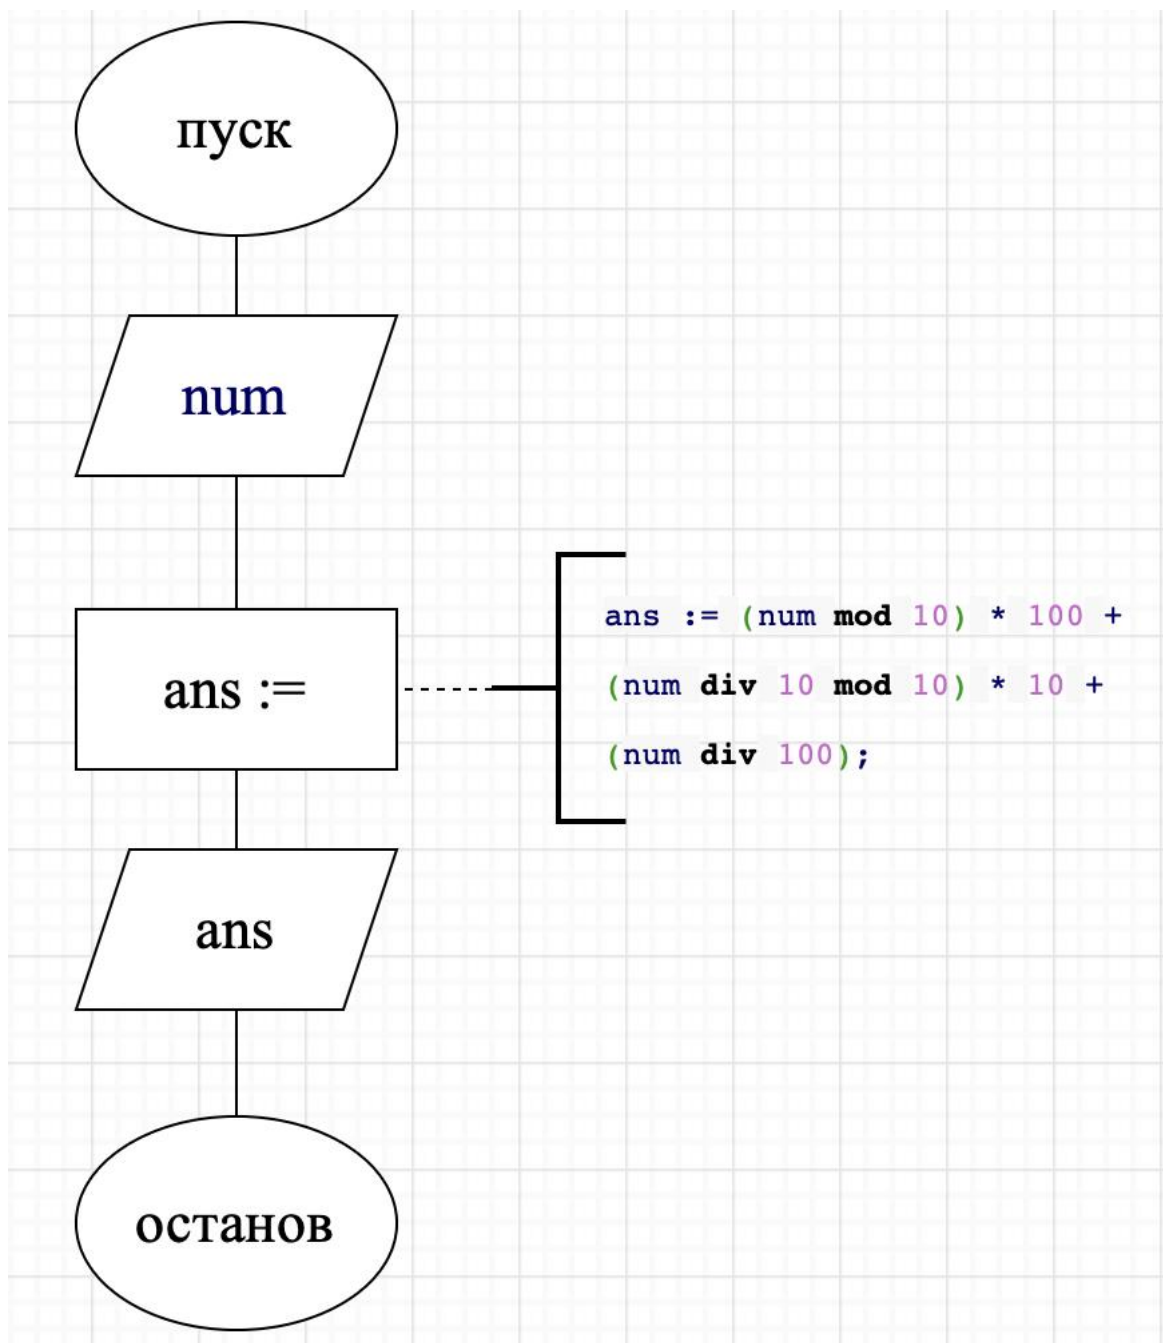 пуск
num
ans :=
ans := (num mod 10) * 100 +
(num div 10 mod 10) * 10 +
(num div 100);
ans
останов